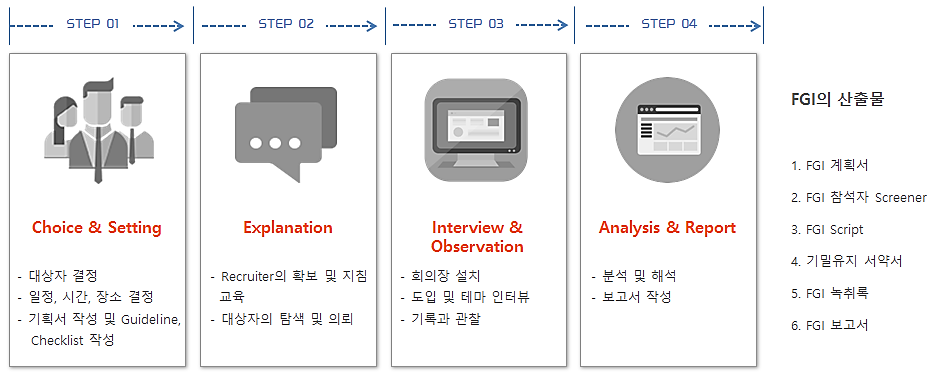 STEP 01
STEP 02
STEP 03
STEP 04
Choice & Setting
- 대상자 결정
- 일정, 시간, 장소 결정
- 기획서 작성 및 Guideline,
Checklist 작성
Explanation
- Recruiter의 확보 및 지침
교육
- 대상자의 탐색 및 의뢰
Interview &
Observation
- 회의장 설치
- 도입 및 테마 인터뷰
- 기록과 관찰
Analysis & Report
- 분석 및 해석
- 보고서 작성
FGI의 산출물
1. FGI 계획서
2. FGI 참석자 Screener
3. FGI Script
4. 기밀유지 서약서
5. FGI 녹취록
6. FGI 보고서